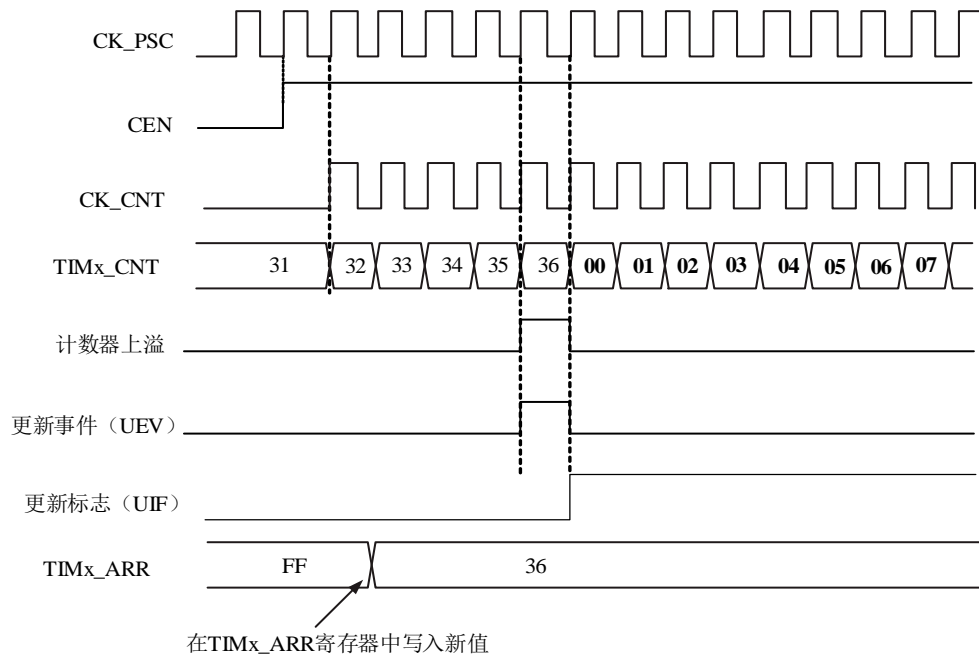 CK_PSC
CEN
CK_CNT
TIMx_CNT 31 32 33 34 35 36 00 01 02 03 04 05 06 07
计数器上溢
更新事件（UEV）
更新标志（UIF）
TIMx_ARR FF 36
在TIMx_ARR寄存器中写入新值